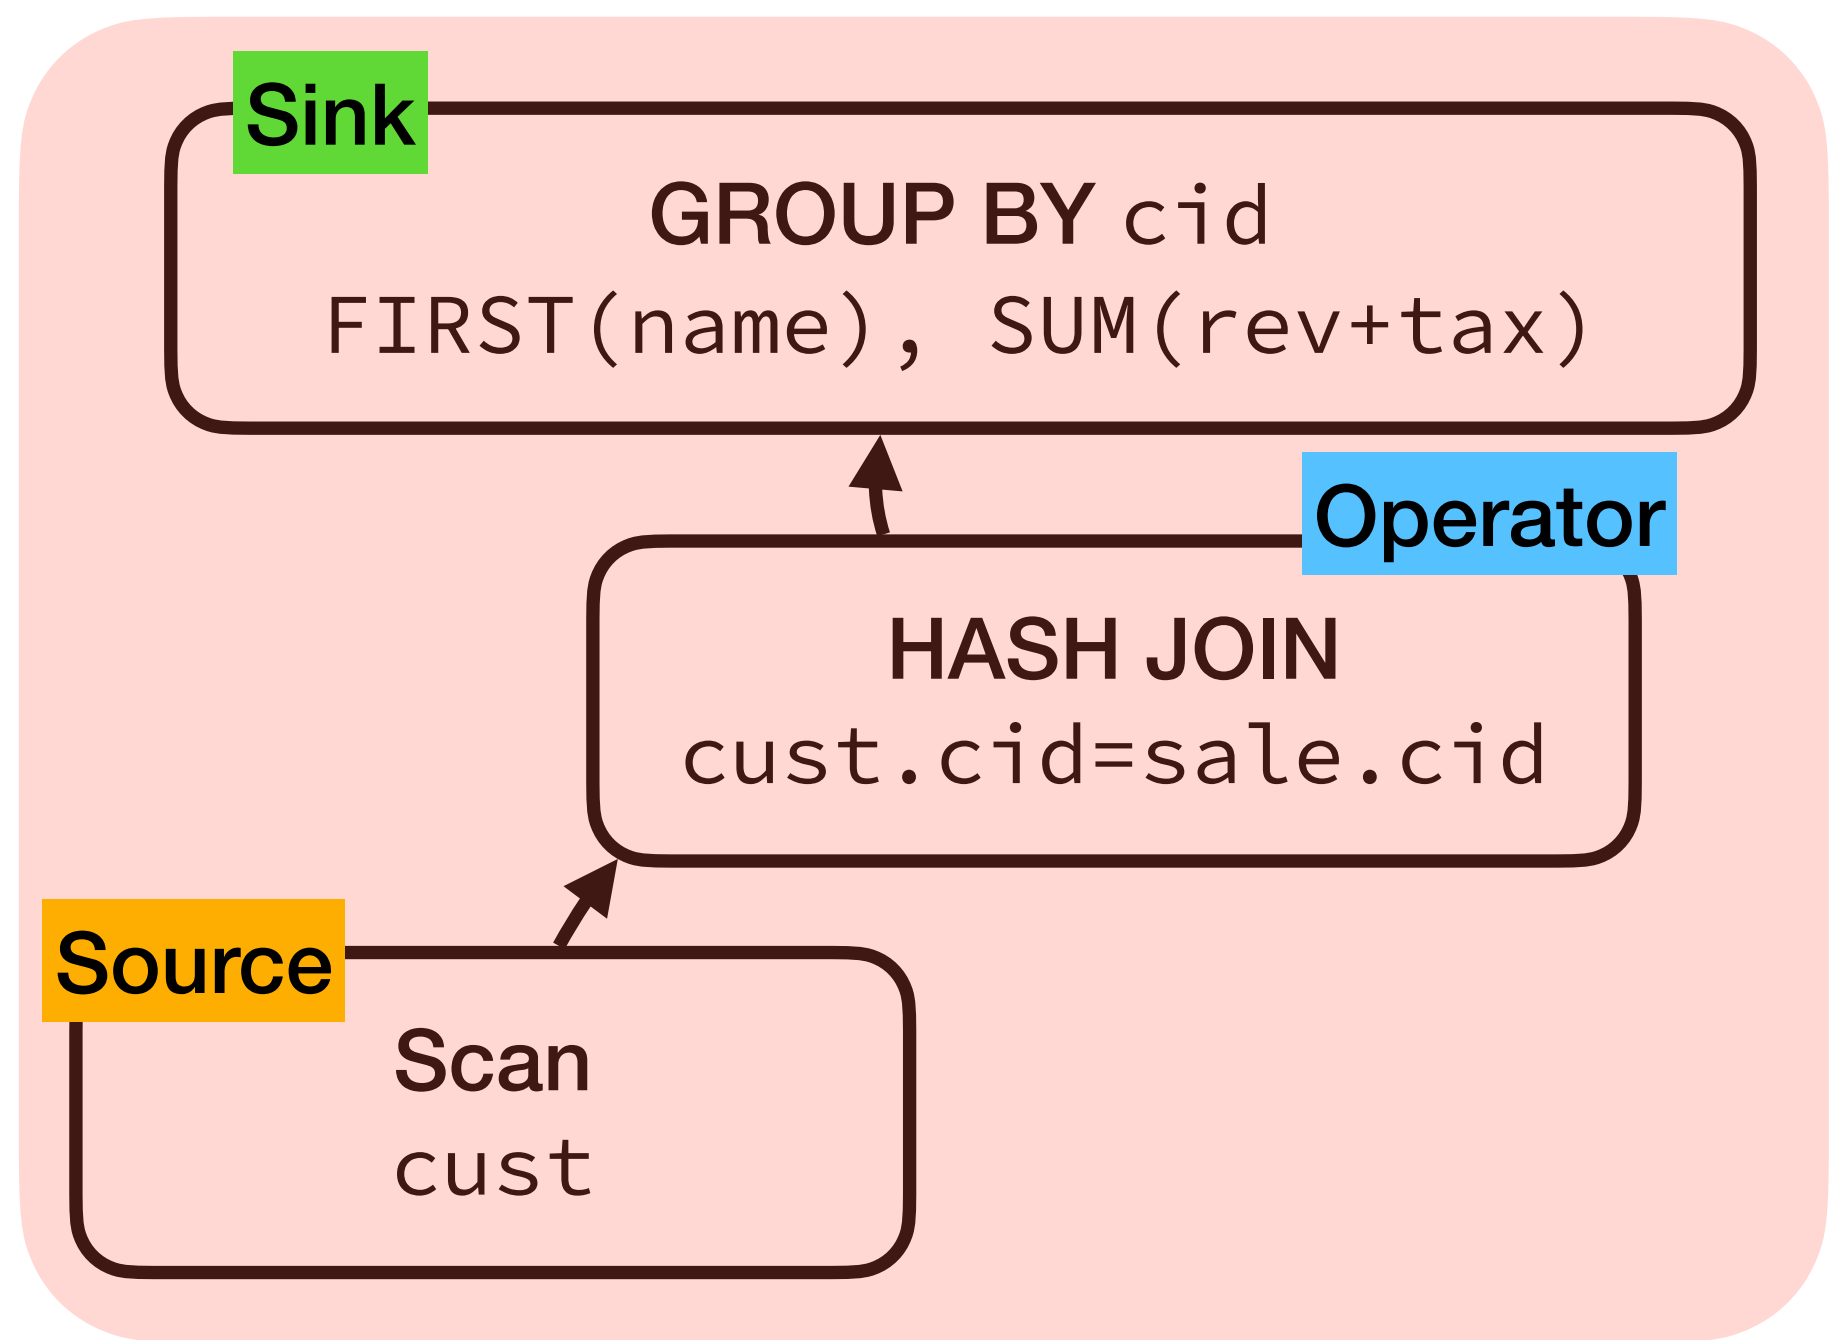 Sink
GROUP BY cid
FIRST(name), SUM(rev+tax)
Operator
HASH JOIN
cust.cid=sale.cid
Source
Scan
cust